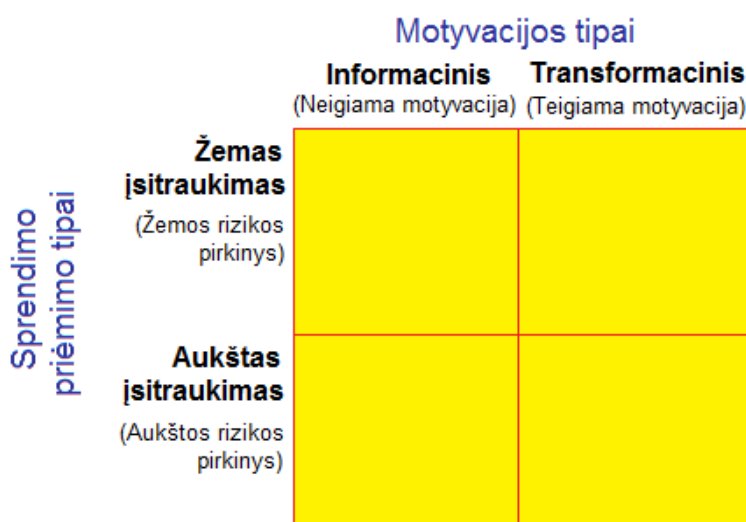 Motyvacijos tipai
Informacinis
Transformacinis
(Neigiama motyvacija)
(Teigiama motyvacija)
Sprendimo
priėmimo tipai
Žemas
įsitraukimas
(Žemos rizikos
pirkinys)
Aukštas
įsitraukimas
(Aukštos rizikos
pirkinys)